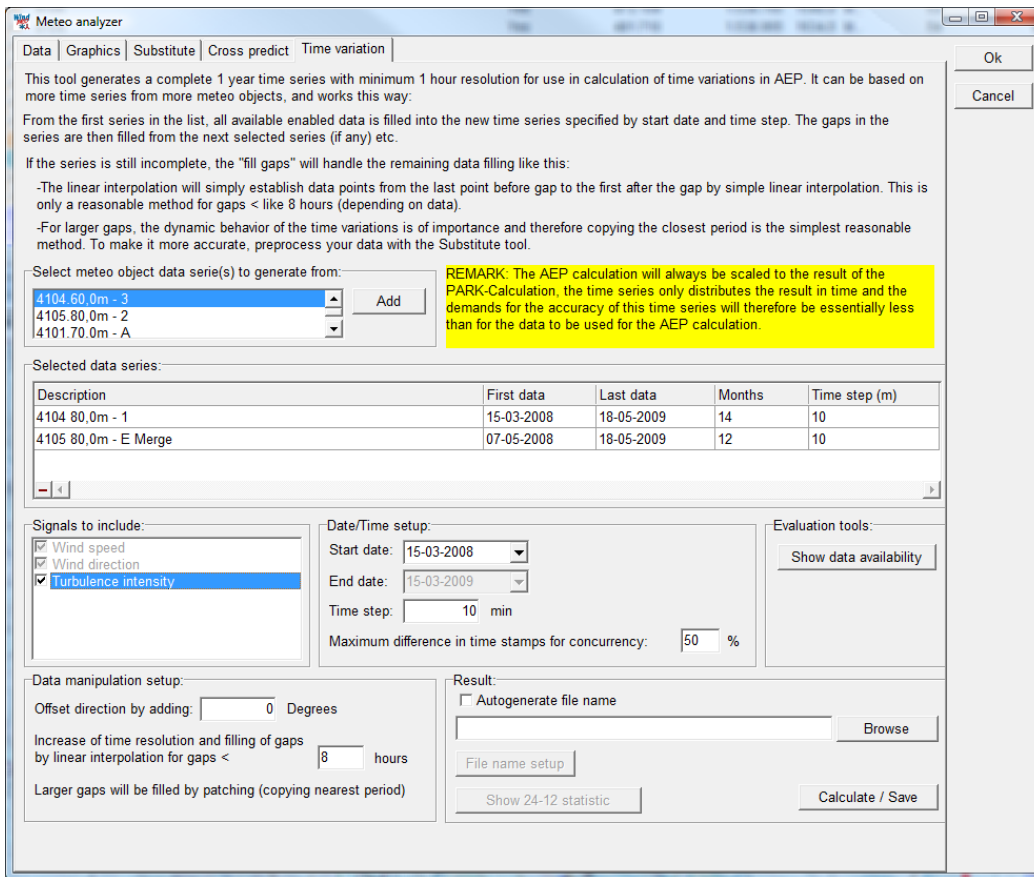 Meteo analyzer
Data Graphics Substitute Cross predict Time variation
Ok
Cancel
This tool generates a complete 1 year time series with minimum 1 hour resolution for use in calculation of time variations in AEP. It can be based on
more time series from more meteo objects, and works this way:
From the first series in the list, all available enabled data is filled into the new time series specified by start date and time step. The gaps in the
series are then filled from the next selected series (if any) etc.
If the series is still incomplete, the "fill gaps" will handle the remaining data filling like this:
-The linear interpolation will simply establish data points from the last point before gap to the first after the gap by simple linear interpolation. This is
only a reasonable method for gaps < like 8 hours (depending on data).
-For larger gaps, the dynamic behavior of the time variations is of importance and therefore copying the closest period is the simplest reasonable
method. To make it more accurate, preprocess your data with the Substitute tool.
Select meteo object data serie(s) to generate from:
4104.60,0m - 3
4105.80,0m - 2
4101.70.0m - A
Add
REMARK: The AEP calculation will always be scaled to the result of the
PARK-Calculation, the time series only distributes the result in time and the
demands for the accuracy of this time series will therefore be essentially less
than for the data to be used for the AEP calculation.
Selected data series:
Description First data Last data Months Time step (m)
4104 80,0m - 1 15-03-2008 18-05-2009 14 10
4105 80,0m - E Merge 07-05-2008 18-05-2009 12 10
Signals to include:
Wind speed
Wind direction
Turbulence intensity
Date/Time setup:
Start date: 15-03-2008
End date: 15-03-2009
Time step: 10 min
Maximum difference in time stamps for concurrency: 50 %
Evaluation tools:
Show data availability
Data manipulation setup:
Offset direction by adding: 0 Degrees
Increase of time resolution and filling of gaps
by linear interpolation for gaps < 8 hours
Larger gaps will be filled by patching (copying nearest period)
Result:
Autogenerate file name
Browse
File name setup
Show 24-12 statistic
Calculate / Save